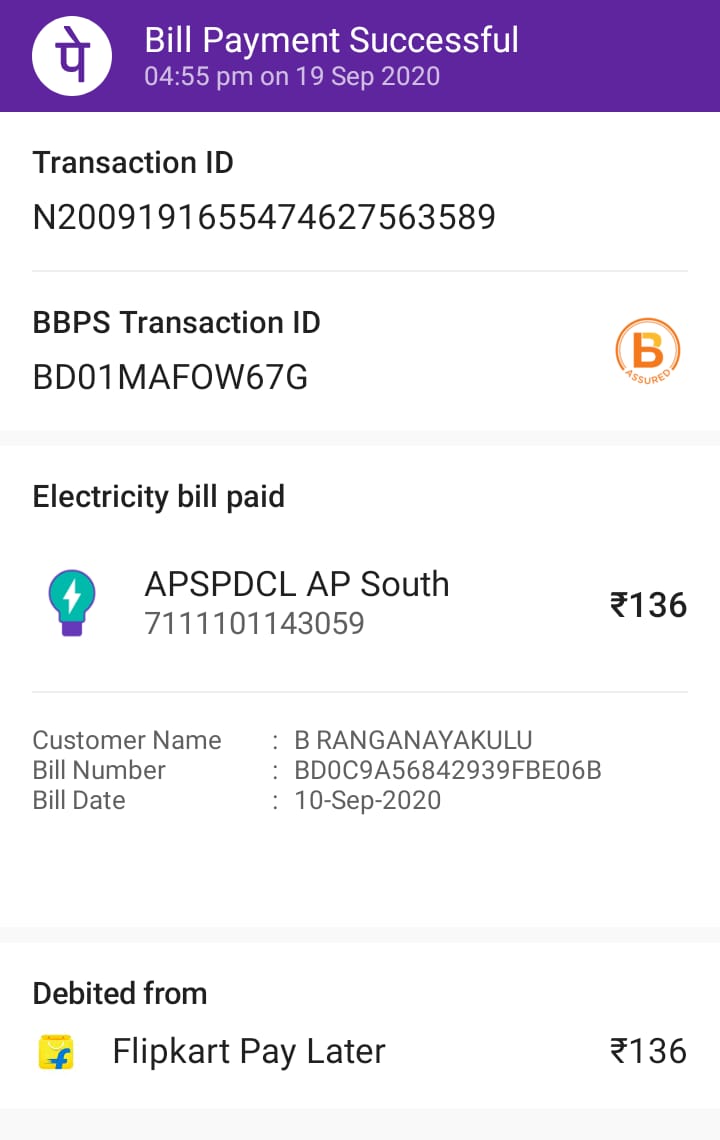 पे
Bill Payment Successful
04:55 pm on 19 Sep 2020
Transaction ID
N2009191655474627563589
BBPS Transaction ID
BD01MAFOW67G
B
ASSURED
Electricity bill paid
APSPDCL AP South
7111101143059
₹136
Customer Name : B RANGANAYAKULU
Bill Number : BD0C9A56842939FBE06B
Bill Date : 10-Sep-2020
Debited from
Flipkart Pay Later ₹136